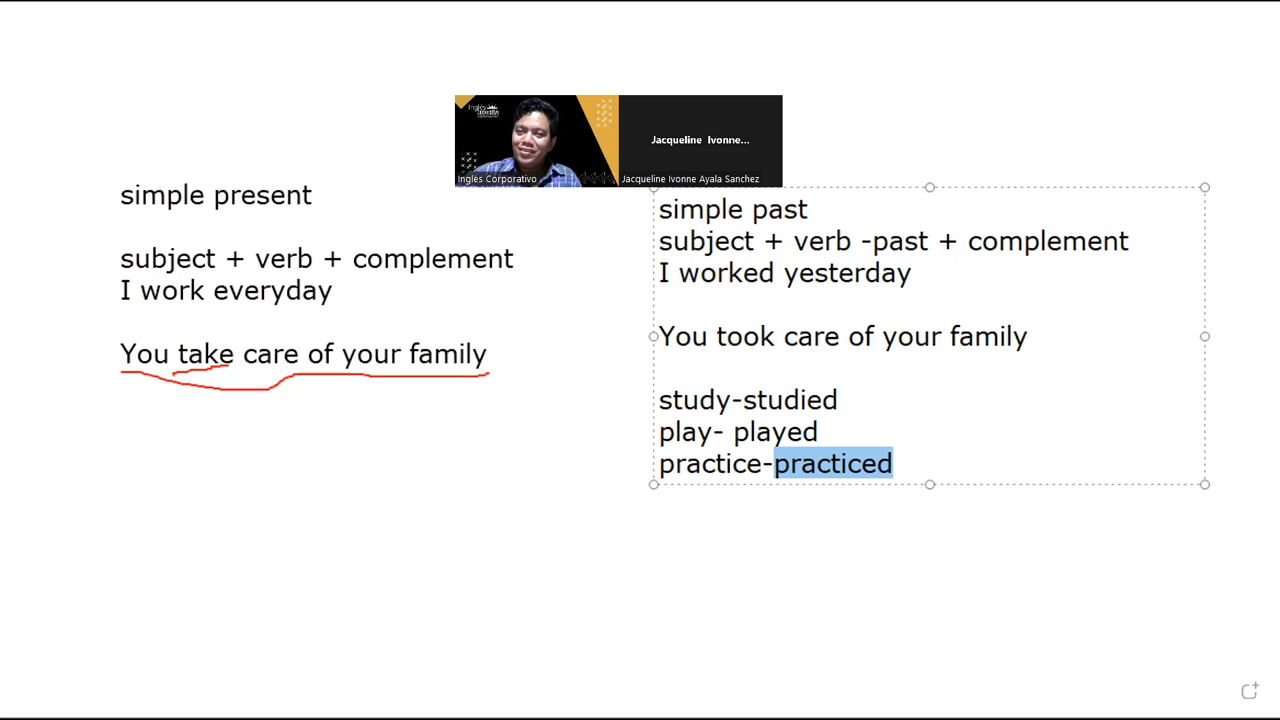 Inglés
Jacqueline Ivonne...
Inglés Corporativo
Jacqueline Ivonne Ayala Sanchez
simple present
subject + verb + complement
I work everyday
You take care of your family
simple past
subject + verb -past + complement
I worked yesterday
You took care of your family
study-studied
play- played
practice-practiced